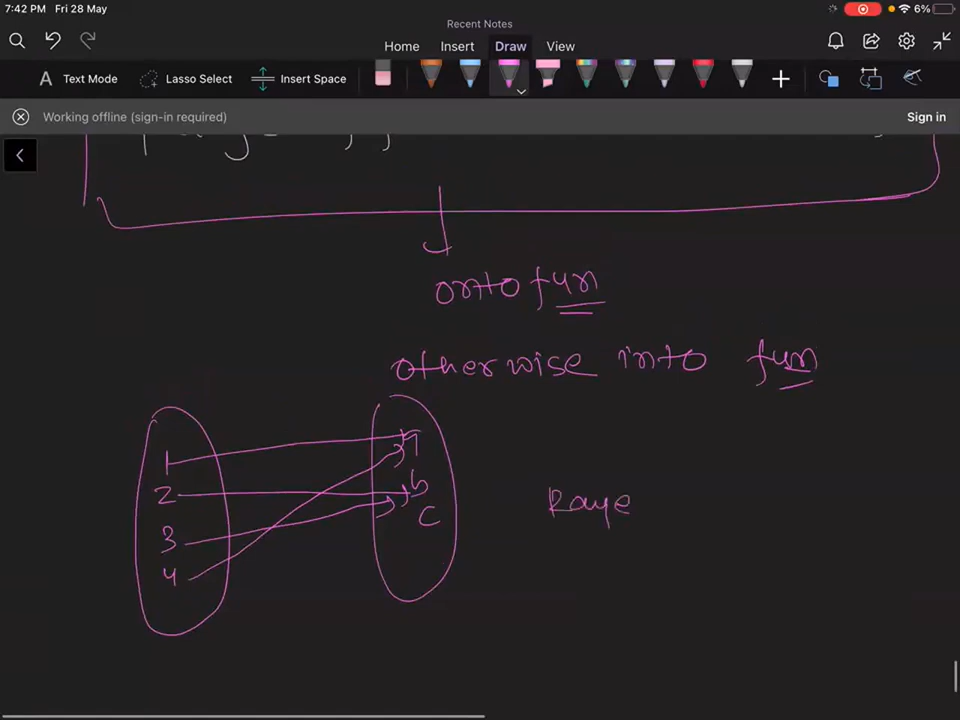 7:42 PM Fri 28 May
6%
Recent Notes
Home Insert Draw View
Text Mode Lasso Select Insert Space
Working offline (sign-in required) Sign in
onto fun
otherwise into fun
1
2 b
3 c
4
Range